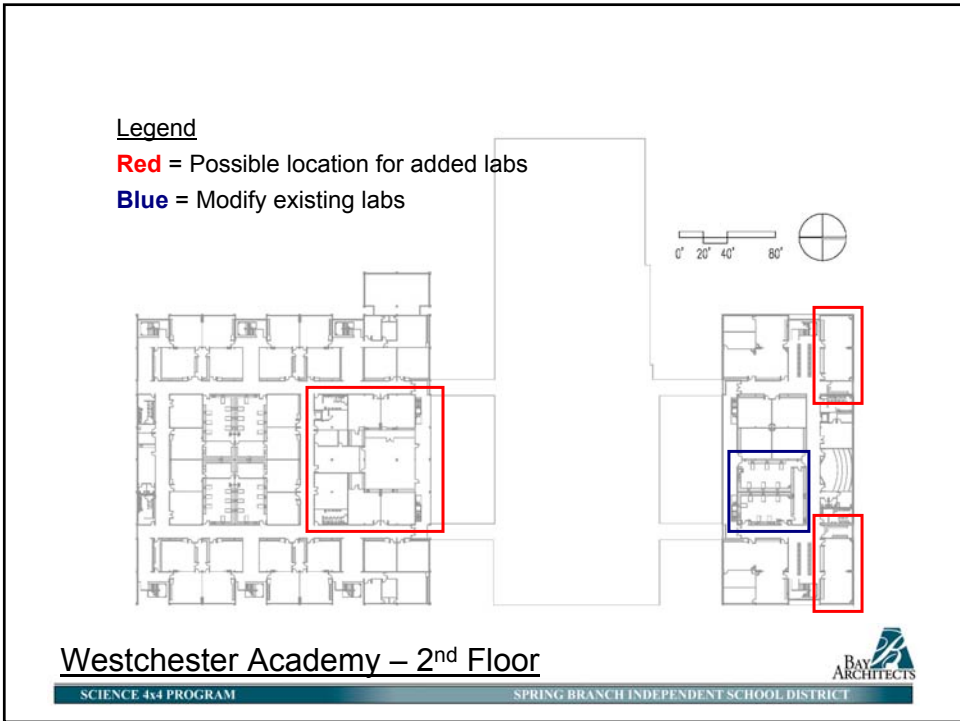 Legend
Red = Possible location for added labs
Blue = Modify existing labs
0' 20' 40' 80'
Westchester Academy – 2nd Floor
BAY
ARCHITECTS
SCIENCE 4x4 PROGRAM SPRING BRANCH INDEPENDENT SCHOOL DISTRICT